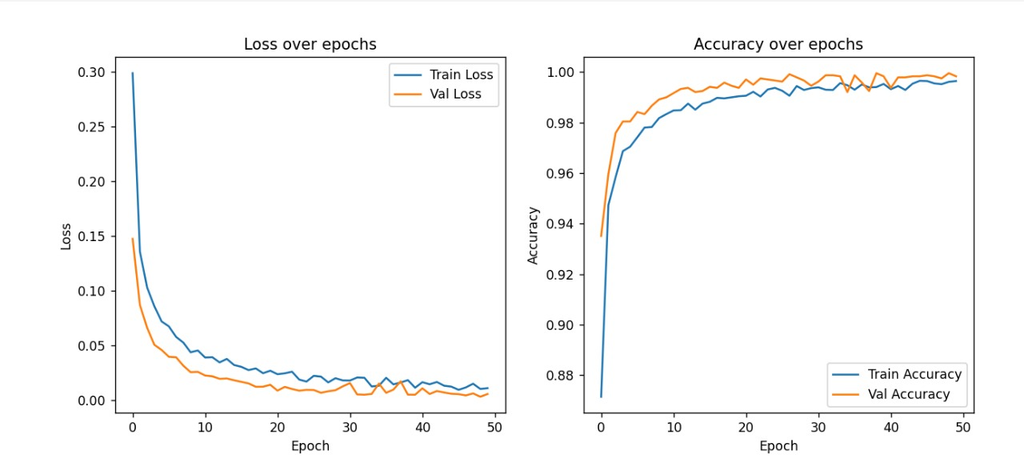 Loss over epochs
Train Loss
Val Loss
0.30
0.25
0.20
0.15
0.10
0.05
0.00
Loss
0 10 20 30 40 50
Epoch
Accuracy over epochs
1.00
0.98
0.96
0.94
0.92
0.90
0.88
Accuracy
Train Accuracy
Val Accuracy
0 10 20 30 40 50
Epoch